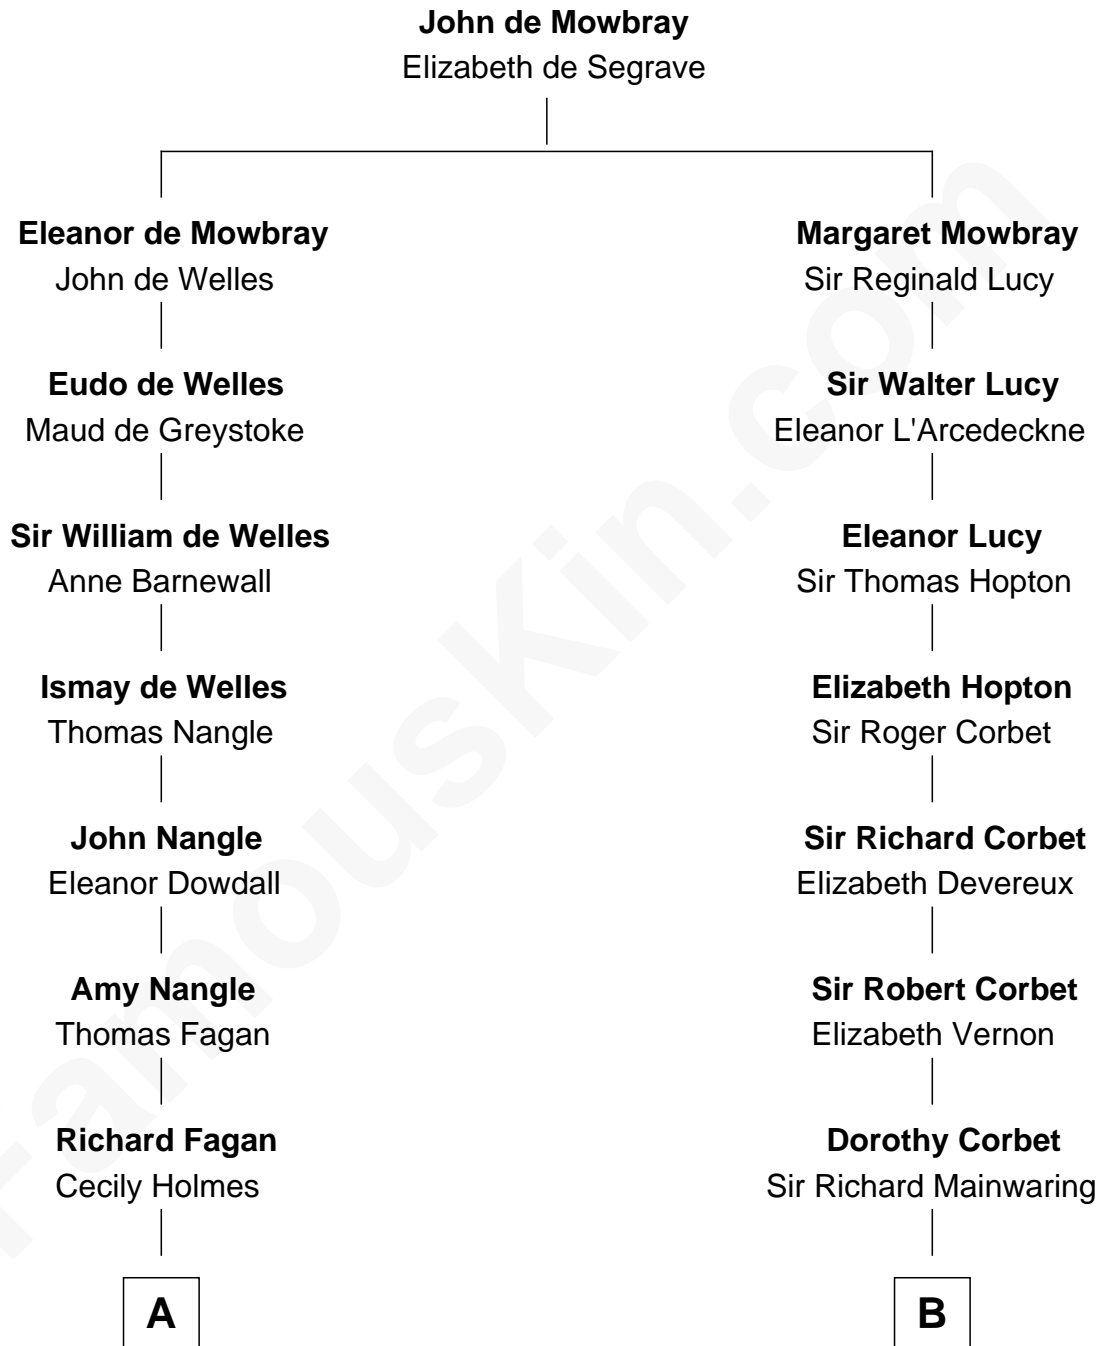 John de Mowbray
Elizabeth de Segrave
Eleanor de Mowbray
John de Welles
Eudo de Welles
Maud de Greystoke
Sir William de Welles
Anne Barnewall
Ismay de Welles
Thomas Nangle
John Nangle
Eleanor Dowdall
Amy Nangle
Thomas Fagan
Richard Fagan
Cecily Holmes
A
Margaret Mowbray
Sir Reginald Lucy
Sir Walter Lucy
Eleanor L'Arcedeckne
Eleanor Lucy
Sir Thomas Hopton
Elizabeth Hopton
Sir Roger Corbet
Sir Richard Corbet
Elizabeth Devereux
Sir Robert Corbet
Elizabeth Vernon
Dorothy Corbet
Sir Richard Mainwaring
B
FamousKin.com